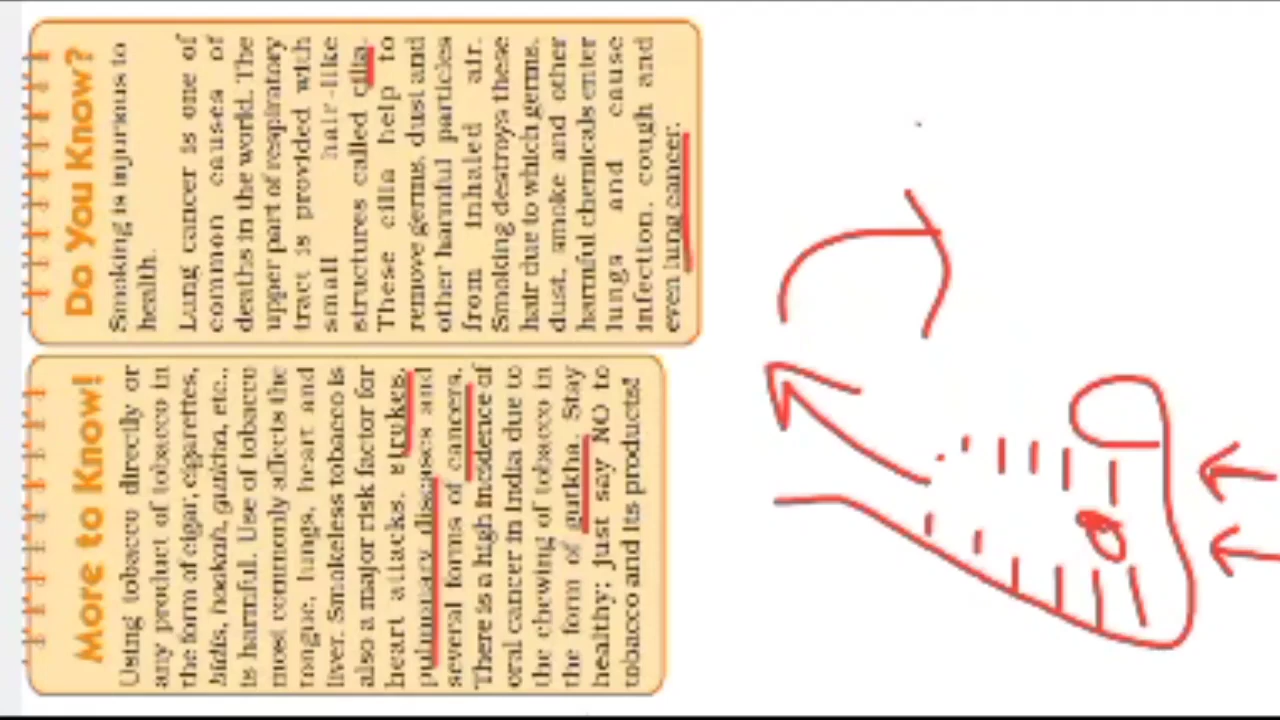 More to Know!
Using tobacco directly or
any product of tobacco in
the form of cigar, cigarettes,
bidis, hookah, gutkha, etc.,
is harmful. Use of tobacco
most commonly affects the
tongue, lungs, heart and
liver. Smokeless tobacco is
also a major risk factor for
heart attacks, strokes,
pulmonary diseases and
several forms of cancers.
There is a high incidence of
oral cancer in India due to
the chewing of tobacco in
the form of gutkha. Stay
healthy; just say NO to
tobacco and its products!
Do You Know?
Smoking is injurious to
health.
Lung cancer is one of
common causes of
deaths in the world. The
upper part of respiratory
tract is provided with
small hair-like
structures called cilia.
These cilia help to
remove germs, dust and
other harmful particles
from inhaled air.
Smoking destroys these
hair due to which germs,
dust, smoke and other
harmful chemicals enter
lungs and cause
infection, cough and
even lung cancer.